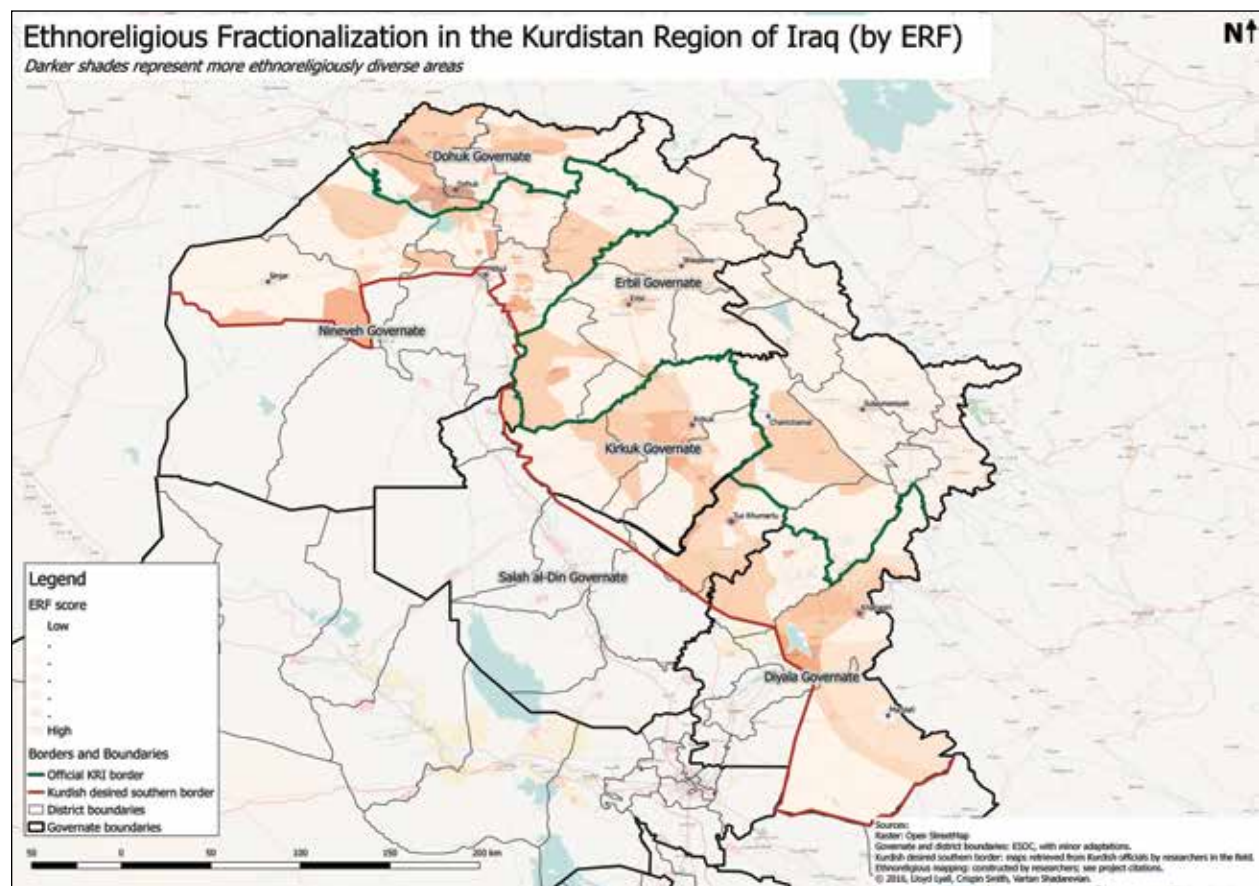 Ethnoreligious Fractionalization in the Kurdistan Region of Iraq (by ERF)
N↑
Darker shades represent more ethnoreligiously diverse areas
Dohuk Governate
Dohuk
Sinjar
Erbil Governate
Erbil
Nineveh Governate
Sulaymaniyah
Chamchamal
Kirkuk
Kirkuk Governate
Tuz Khurmatu
Salah al-Din Governate
Khanaqin
Diyala Governate
Mandali
Legend
ERF score
Low
High
Borders and Boundaries
Official KRI border
Kurdish desired southern border
District boundaries
Governate boundaries
50 0 50 100 200 km
Sources:
Raster: Open StreetMap
Governate and district boundaries: ESOC, with minor adaptations.
Kurdish desired southern border: maps retrieved from Kurdish officials by researchers in the field.
Ethnoreligious mapping: constructed by researchers; see project citations.
© 2016, Lloyd Lyall, Crispin Smith, Vartan Shadarevian.